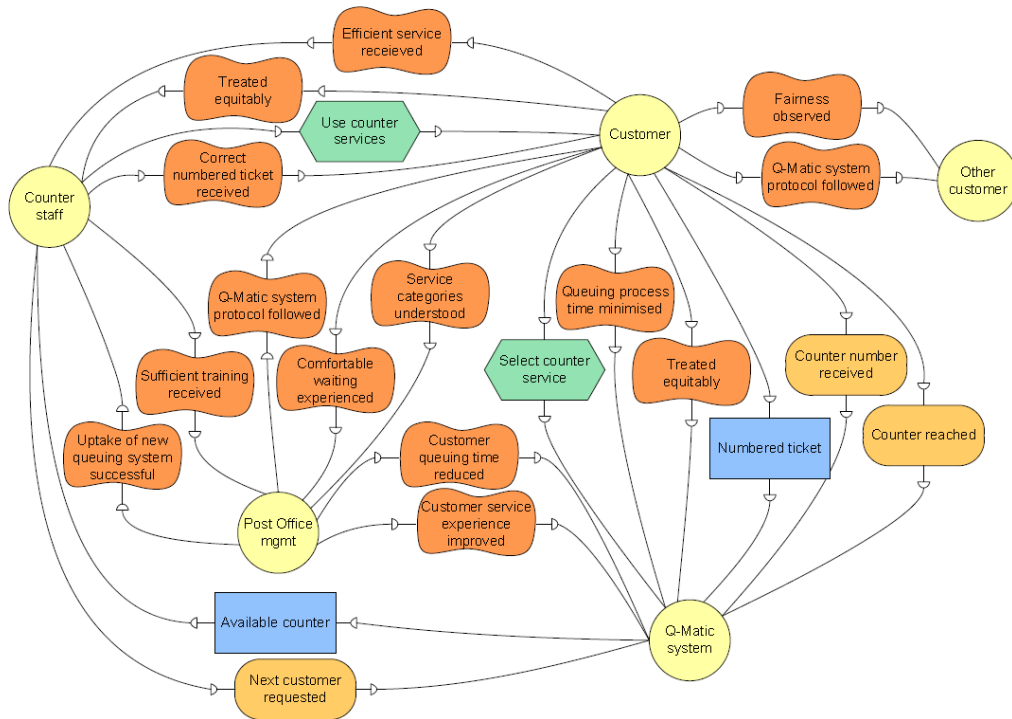 Efficient service
receieved
Treated
equitably
Use counter
services
Customer
Fairness
observed
Correct
numbered ticket
received
Q-Matic system
protocol followed
Other
customer
Counter
staff
Q-Matic system
protocol followed
Service
categories
understood
Queuing process
time minimised
Select counter
service
Counter number
received
Sufficient training
received
Comfortable
waiting
experienced
Treated
equitably
Uptake of new
queuing system
successful
Customer
queuing time
reduced
Numbered ticket
Counter reached
Post Office
mgmt
Customer service
experience
improved
Available counter
Q-Matic
system
Next customer
requested